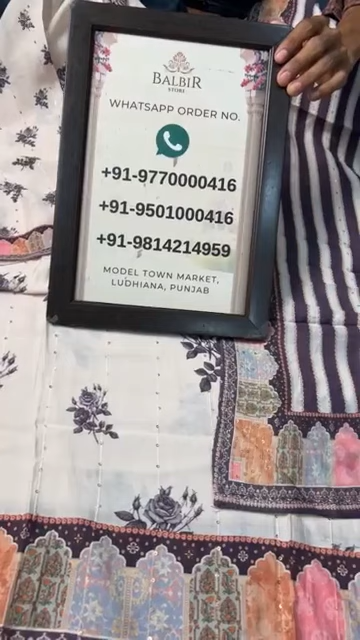 BALBIR
STORE
WHATSAPP ORDER NO.
+91-9770000416
+91-9501000416
+91-9814214959
MODEL TOWN MARKET,
LUDHIANA, PUNJAB